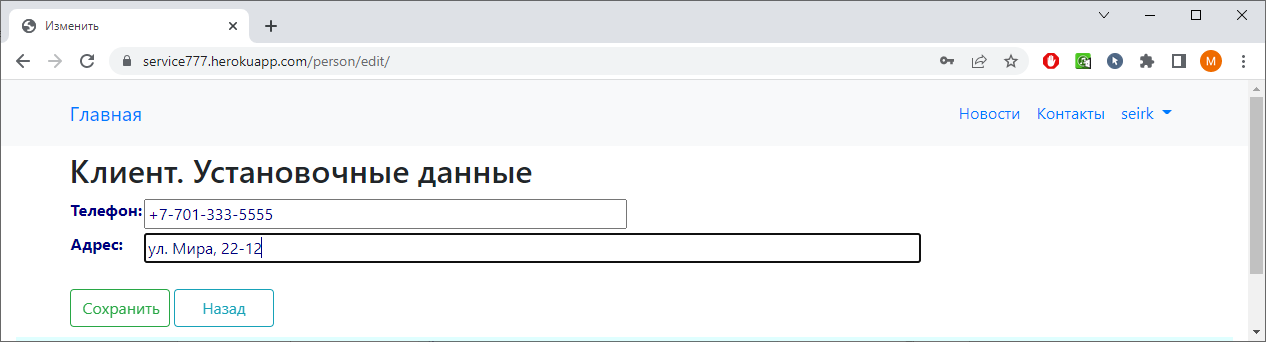 Изменить
service777.herokuapp.com/person/edit/
M
Главная
Новости Контакты seirk
Клиент. Установочные данные
Телефон: +7-701-333-5555
Адрес: ул. Мира, 22-12
Сохранить Назад